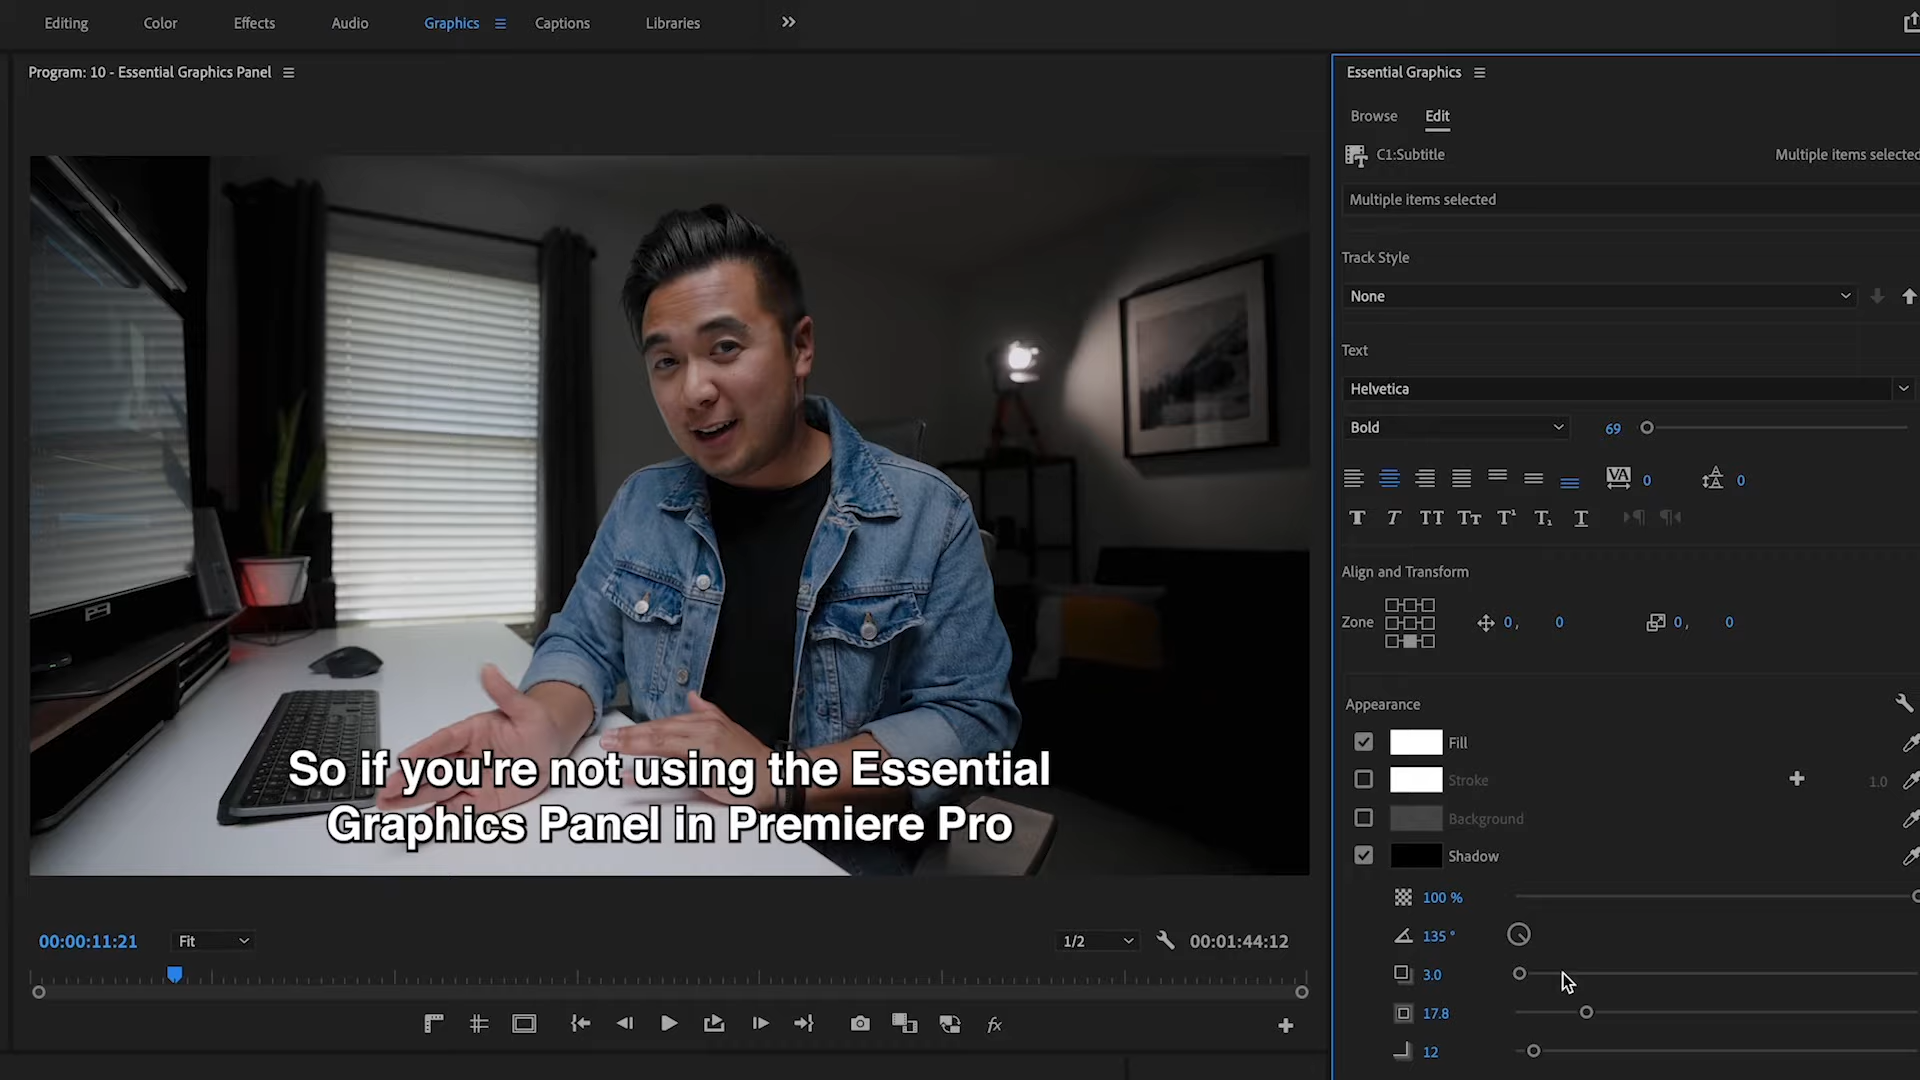 Editing Color Effects Audio Graphics Captions Libraries
Program: 10 - Essential Graphics Panel
Essential Graphics
Browse Edit
C1:Subtitle Multiple items selected
Multiple items selected
Track Style
None
Text
Helvetica
Bold 69
0 0
Align and Transform
Zone 0, 0 0, 0
Appearance
Fill
Stroke 1.0
Background
Shadow
100 %
135 °
3.0
17.8
12
So if you're not using the Essential
Graphics Panel in Premiere Pro
00:00:11:21 Fit 1/2 00:01:44:12